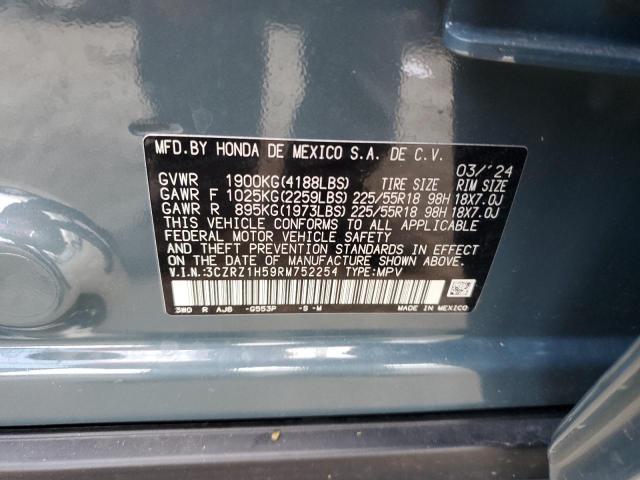 MFD.BY HONDA DE MEXICO S.A. DE C.V.
03/'24
GVWR 1900KG(4188LBS) TIRE SIZE RIM SIZE
GAWR F 1025KG(2259LBS) 225/55R18 98H 18X7.0J
GAWR R 895KG(1973LBS) 225/55R18 98H 18X7.0J
THIS VEHICLE CONFORMS TO ALL APPLICABLE
FEDERAL MOTOR VEHICLE SAFETY
AND THEFT PREVENTION STANDARDS IN EFFECT
ON THE DATE OF MANUFACTURE SHOWN ABOVE.
V.I.N:3CZRZ1H59RM752254 TYPE:MPV
3W0 R AJB -G553P -S -M MADE IN MEXICO